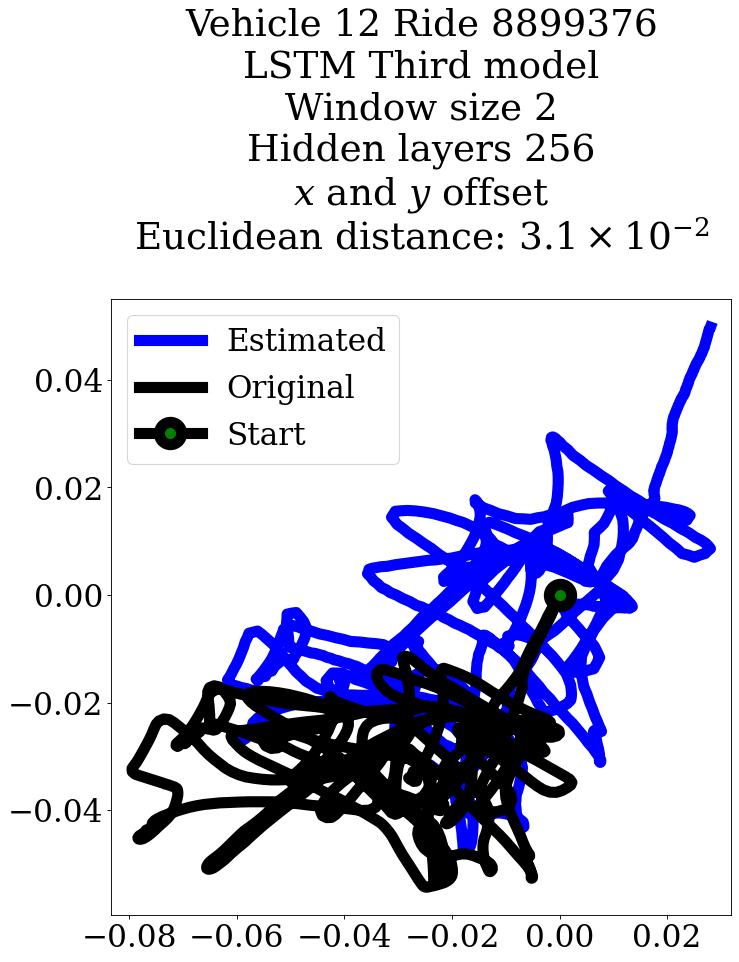 Vehicle 12 Ride 8899376
LSTM Third model
Window size 2
Hidden layers 256
x and y offset
Euclidean distance: 3.1 × 10⁻²
Estimated
Original
Start
0.04
0.02
0.00
−0.02
−0.04
−0.08 −0.06 −0.04 −0.02 0.00 0.02